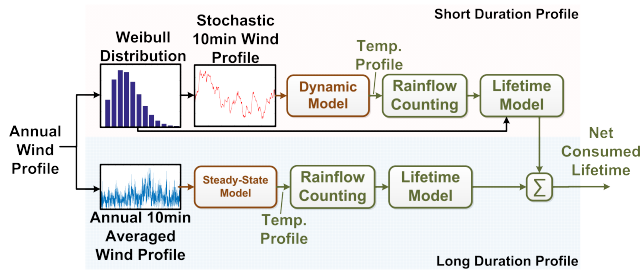 Short Duration Profile
Weibull
Distribution
Stochastic
10min Wind
Profile
Temp.
Profile
Dynamic
Model
Rainflow
Counting
Lifetime
Model
Annual
Wind
Profile
Net
Consumed
Lifetime
Steady-State
Model
Rainflow
Counting
Lifetime
Model
Σ
Annual 10min
Averaged
Wind Profile
Temp.
Profile
Long Duration Profile